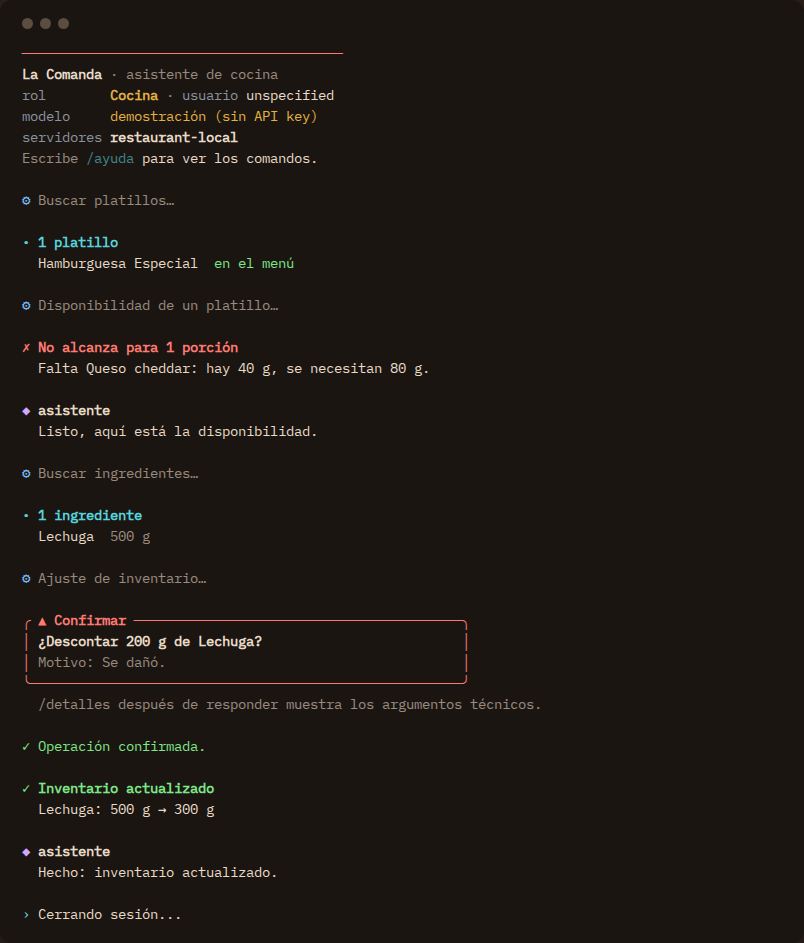 La Comanda · asistente de cocina
rol Cocina · usuario unspecified
modelo demostración (sin API key)
servidores restaurant-local
Escribe /ayuda para ver los comandos.
⚙ Buscar platillos…
• 1 platillo
Hamburguesa Especial en el menú
⚙ Disponibilidad de un platillo…
✗ No alcanza para 1 porción
Falta Queso cheddar: hay 40 g, se necesitan 80 g.
◆ asistente
Listo, aquí está la disponibilidad.
⚙ Buscar ingredientes…
• 1 ingrediente
Lechuga 500 g
⚙ Ajuste de inventario…
▲ Confirmar
¿Descontar 200 g de Lechuga?
Motivo: Se dañó.
/detalles después de responder muestra los argumentos técnicos.
✓ Operación confirmada.
✓ Inventario actualizado
Lechuga: 500 g → 300 g
◆ asistente
Hecho: inventario actualizado.
› Cerrando sesión...